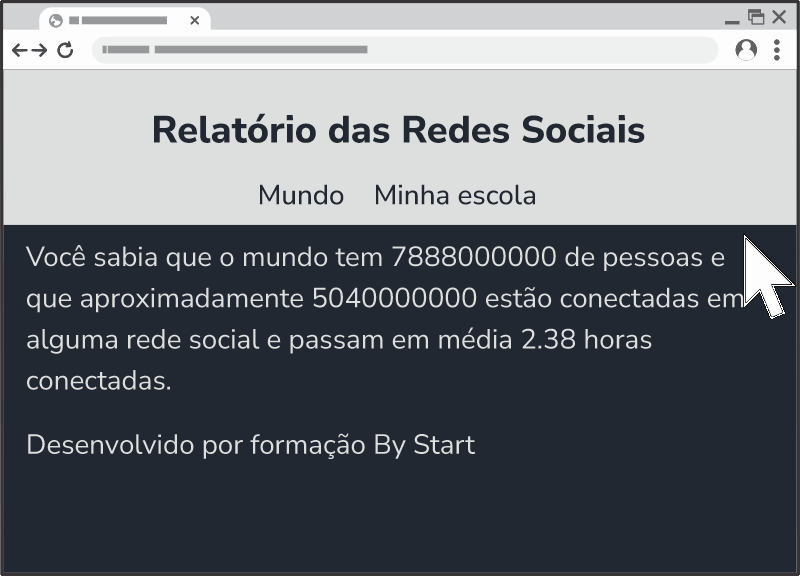 Relatório das Redes Sociais
Mundo Minha escola
Você sabia que o mundo tem 7888000000 de pessoas e
que aproximadamente 5040000000 estão conectadas em
alguma rede social e passam em média 2.38 horas
conectadas.
Desenvolvido por formação By Start